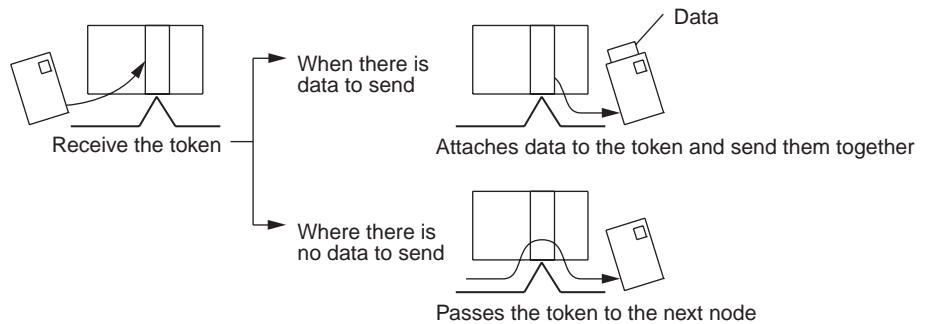 Data
When there is
data to send
Receive the token
Attaches data to the token and send them together
Where there is
no data to send
Passes the token to the next node